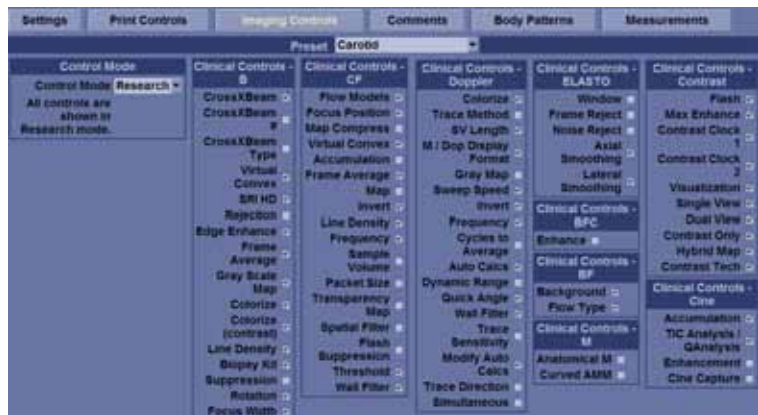 Settings
Print Controls
Imaging Controls
Comments
Body Patterns
Measurements
Preset Carotid
Control Mode
Control Mode Research
All controls are
shown in
Research mode.
Clinical Controls -
B
CrossXBeam
CrossXBeam
#
CrossXBeam
Type
Virtual
Convex
SRI HD
Rejection
Edge Enhance
Frame
Average
Gray Scale
Map
Colorize
Colorize
(contrast)
Line Density
Biopsy Kit
Suppression
Rotation
Focus Width
Clinical Controls -
CF
Flow Models
Focus Position
Map Compress
Virtual Convex
Accumulation
Frame Average
Map
Invert
Line Density
Frequency
Sample
Volume
Packet Size
Transparency
Map
Spatial Filter
Flash
Suppression
Threshold
Wall Filter
Clinical Controls -
Doppler
Colorize
Trace Method
SV Length
M / Dop Display
Format
Gray Map
Sweep Speed
Invert
Frequency
Cycles to
Average
Auto Calcs
Dynamic Range
Quick Angle
Wall Filter
Trace
Sensitivity
Modify Auto
Calcs
Trace Direction
Simultaneous
Clinical Controls -
ELASTO
Window
Frame Reject
Noise Reject
Axial
Smoothing
Lateral
Smoothing
Clinical Controls -
BFC
Enhance
Clinical Controls -
BF
Background
Flow Type
Clinical Controls -
M
Anatomical M
Curved AMM
Clinical Controls -
Contrast
Flash
Max Enhance
Contrast Clock
1
Contrast Clock
2
Visualization
Single View
Dual View
Contrast Only
Hybrid Map
Contrast Tech
Clinical Controls -
Cine
Accumulation
TIC Analysis /
QAnalysis
Enhancement
Cine Capture